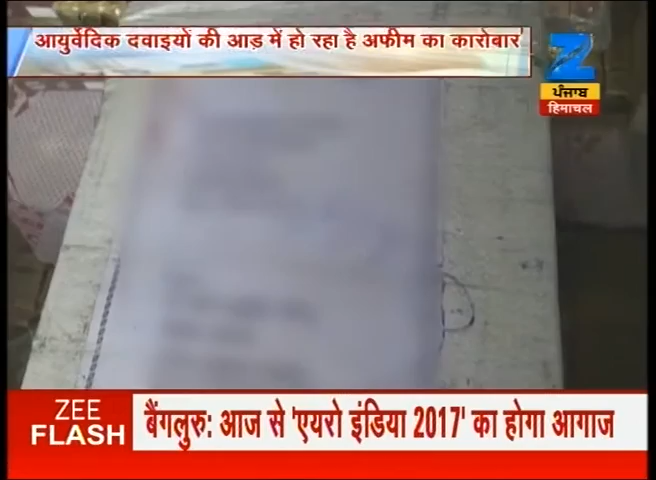 आयुर्वेदिक दवाइयों की आड़ में हो रहा है अफीम का कारोबार
ਪੰਜਾਬ
हिमाचल
ZEE
FLASH
बैंगलुरु: आज से 'एयरो इंडिया 2017' का होगा आगाज